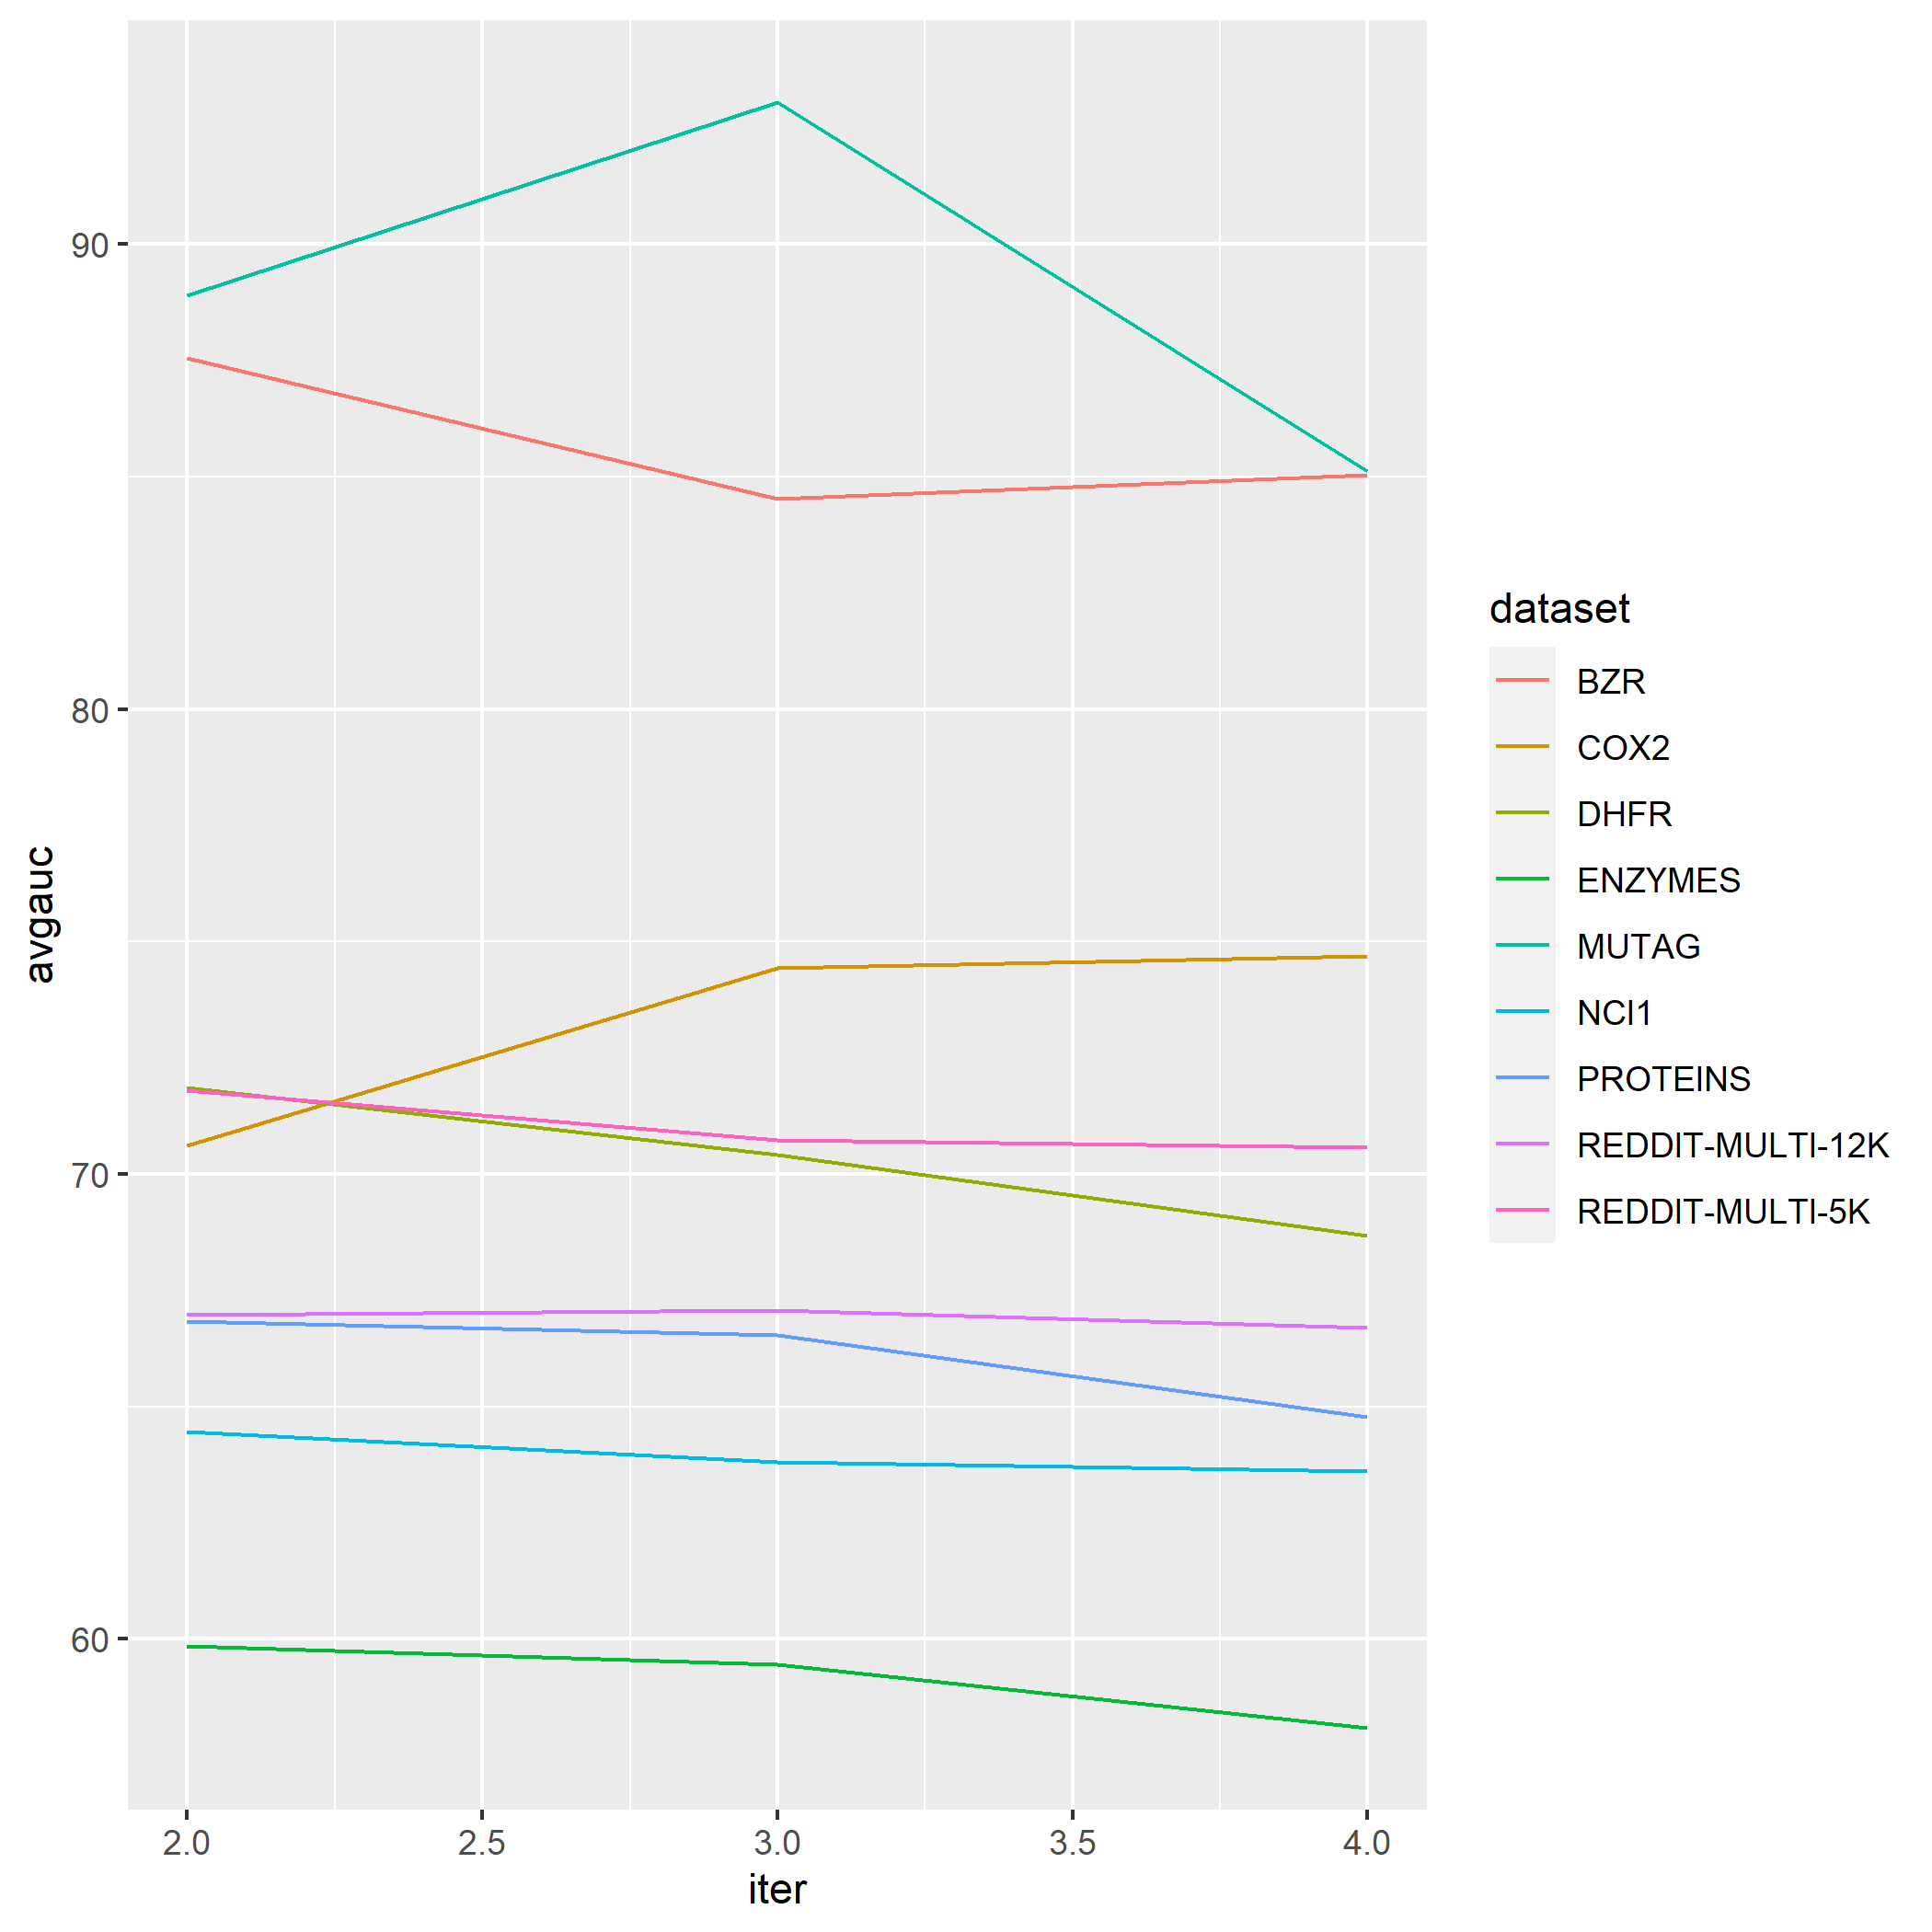 avgauc
90
80
70
60
2.0 2.5 3.0 3.5 4.0
iter
dataset
BZR
COX2
DHFR
ENZYMES
MUTAG
NCI1
PROTEINS
REDDIT-MULTI-12K
REDDIT-MULTI-5K